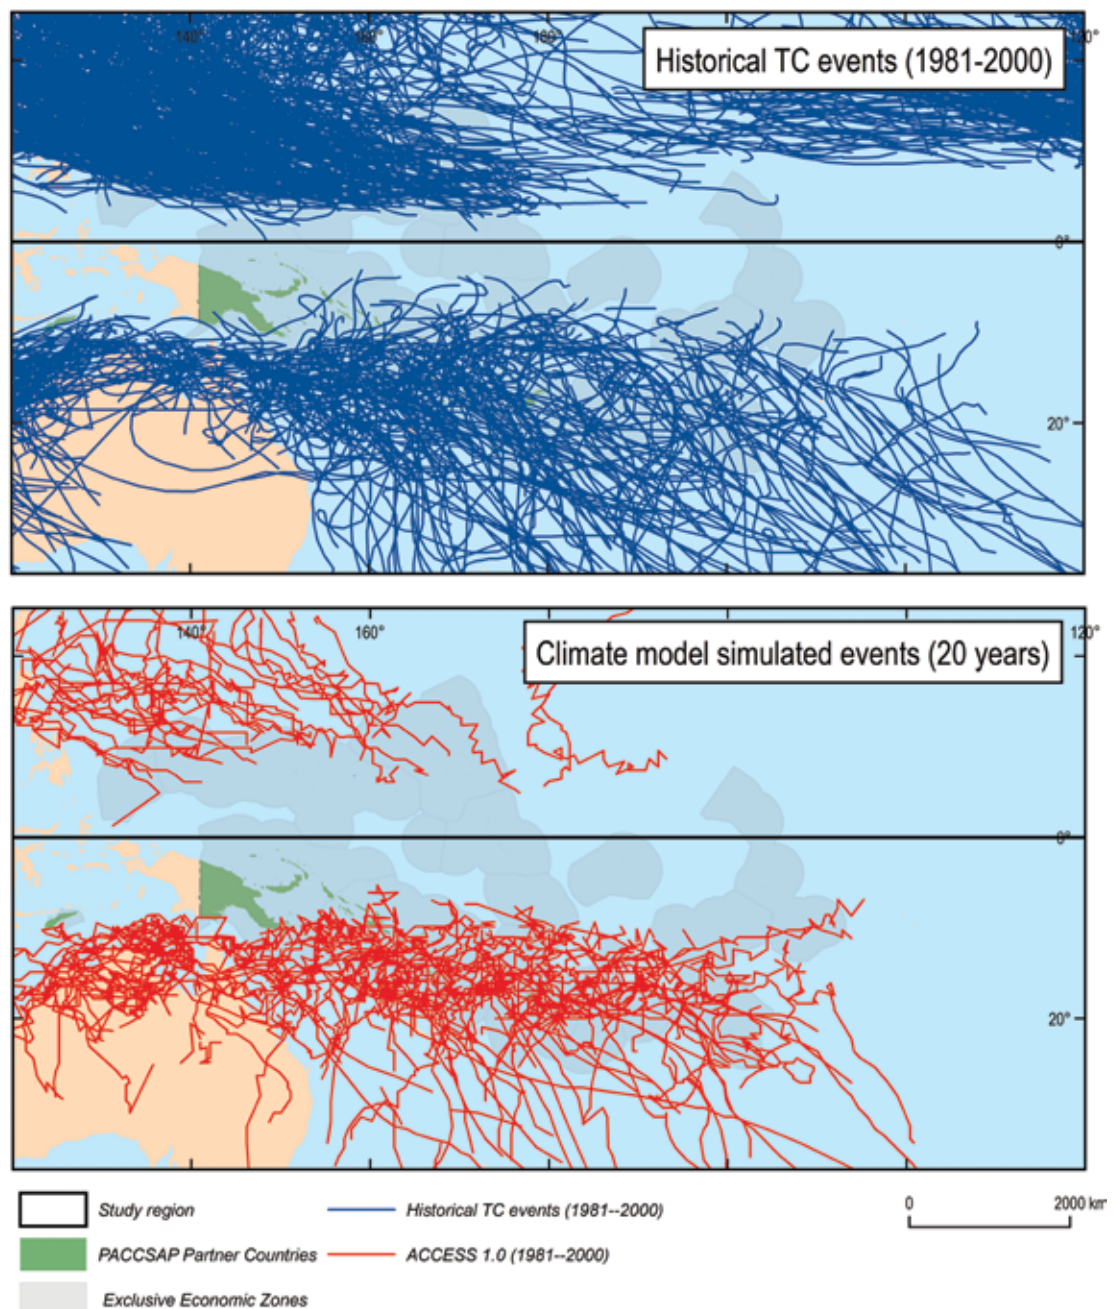 140° 160° 180° 120°
Historical TC events (1981-2000)
0°
20°
140° 160° 120°
Climate model simulated events (20 years)
0°
20°
Study region Historical TC events (1981--2000) 0 2000 km
PACCSAP Partner Countries ACCESS 1.0 (1981--2000)
Exclusive Economic Zones